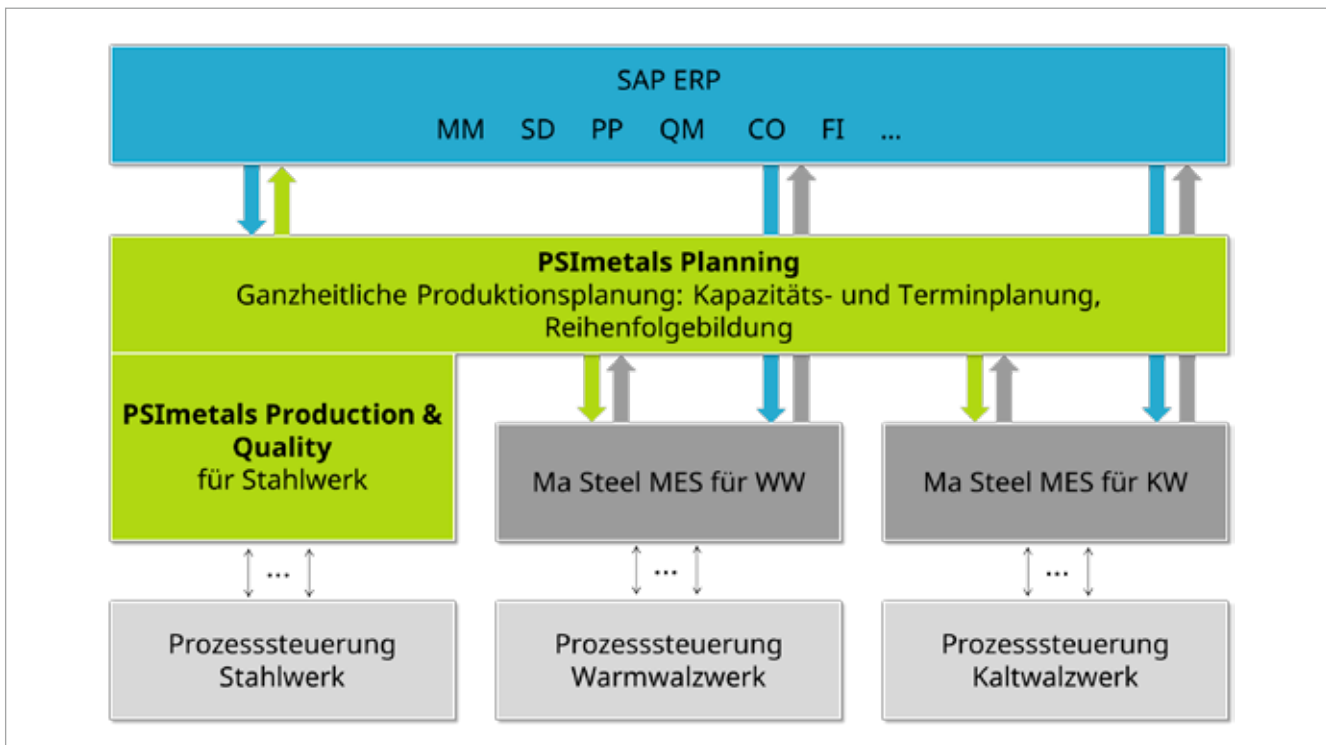 SAP ERP
MM SD PP QM CO FI ...
PSImetals Planning
Ganzheitliche Produktionsplanung: Kapazitäts- und Terminplanung,
Reihenfolgebildung
PSImetals Production &
Quality
für Stahlwerk
Ma Steel MES für WW
Ma Steel MES für KW
...
...
...
Prozesssteuerung
Stahlwerk
Prozesssteuerung
Warmwalzwerk
Prozesssteuerung
Kaltwalzwerk